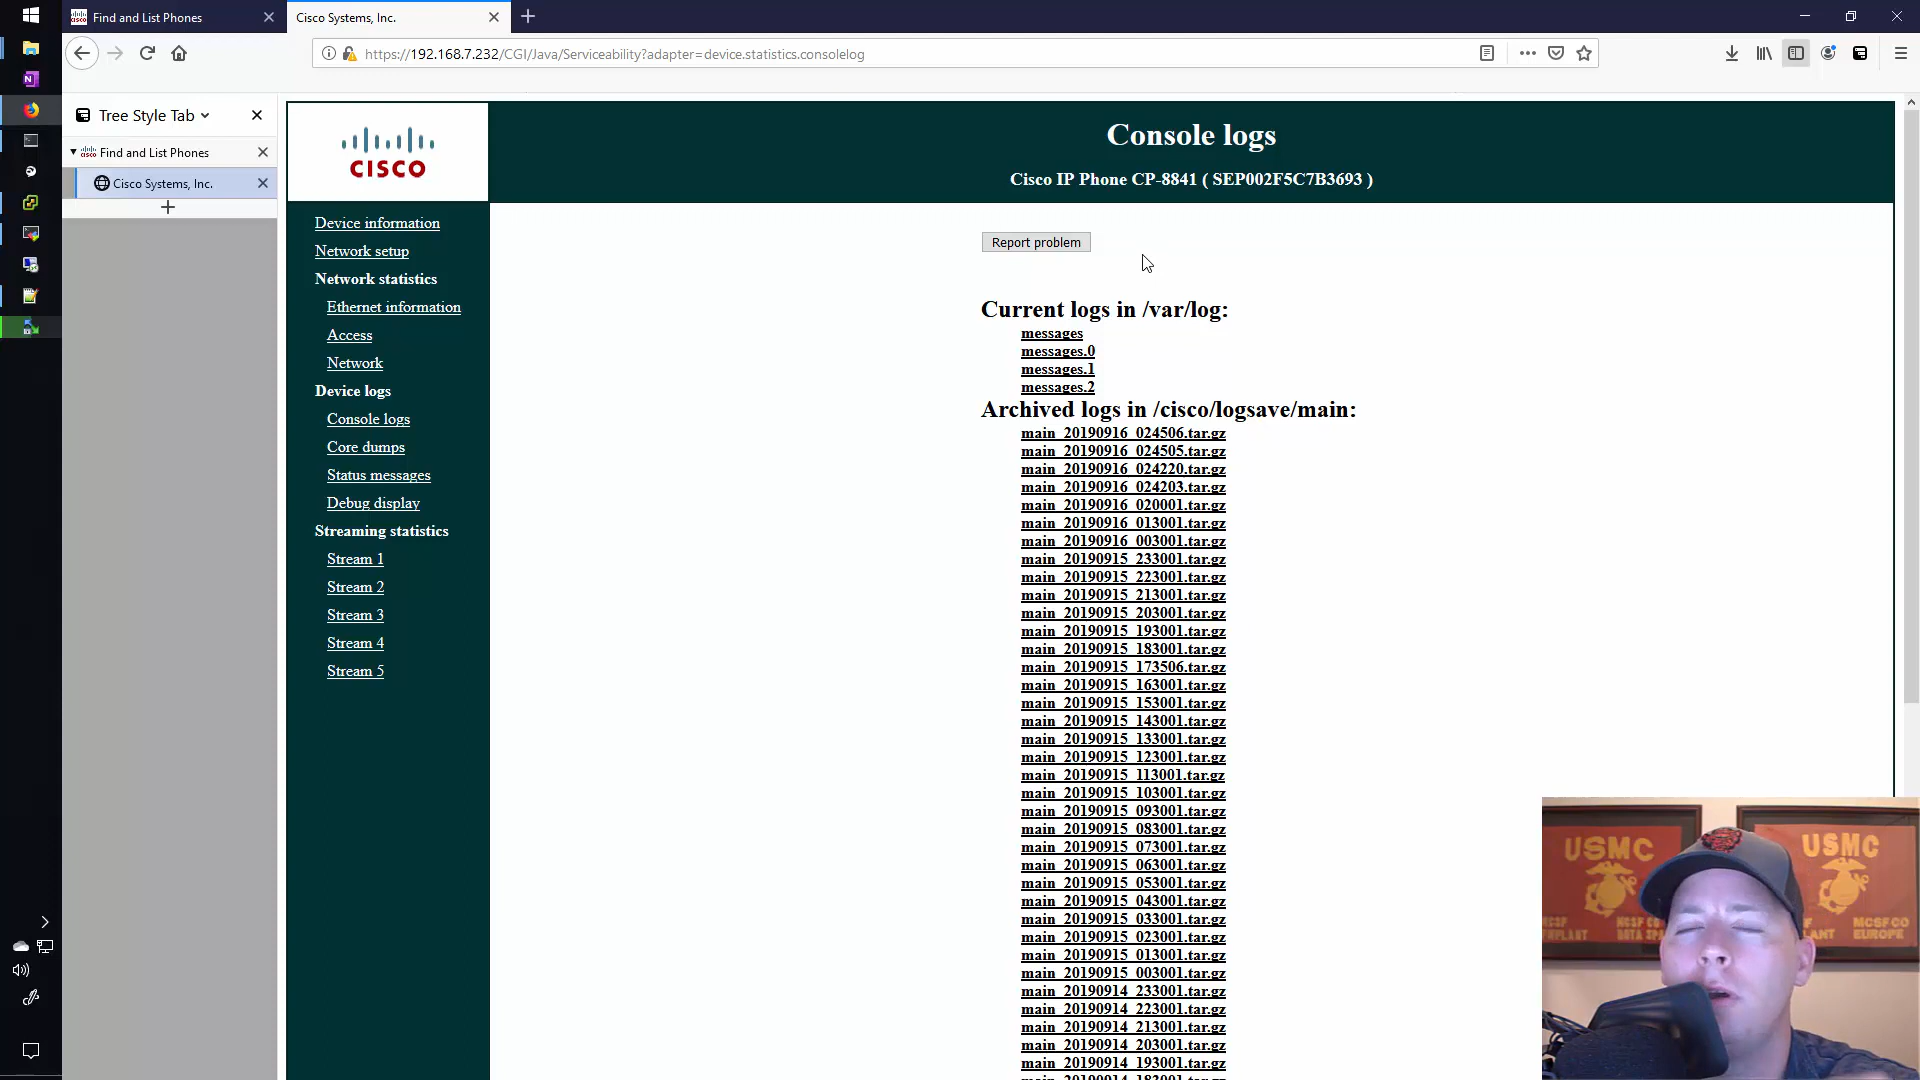 Find and List Phones
Cisco Systems, Inc.
https://192.168.7.232/CGI/Java/Serviceability?adapter=device.statistics.consolelog
Tree Style Tab
Find and List Phones
Cisco Systems, Inc.
CISCO
Console logs
Cisco IP Phone CP-8841 ( SEP002F5C7B3693 )
Device information
Network setup
Network statistics
Ethernet information
Access
Network
Device logs
Console logs
Core dumps
Status messages
Debug display
Streaming statistics
Stream 1
Stream 2
Stream 3
Stream 4
Stream 5
Report problem
Current logs in /var/log:
messages
messages.0
messages.1
messages.2
Archived logs in /cisco/logsave/main:
main_20190916_024506.tar.gz
main_20190916_024505.tar.gz
main_20190916_024220.tar.gz
main_20190916_024203.tar.gz
main_20190916_020001.tar.gz
main_20190916_013001.tar.gz
main_20190916_003001.tar.gz
main_20190915_233001.tar.gz
main_20190915_223001.tar.gz
main_20190915_213001.tar.gz
main_20190915_203001.tar.gz
main_20190915_193001.tar.gz
main_20190915_183001.tar.gz
main_20190915_173506.tar.gz
main_20190915_163001.tar.gz
main_20190915_153001.tar.gz
main_20190915_143001.tar.gz
main_20190915_133001.tar.gz
main_20190915_123001.tar.gz
main_20190915_113001.tar.gz
main_20190915_103001.tar.gz
main_20190915_093001.tar.gz
main_20190915_083001.tar.gz
main_20190915_073001.tar.gz
main_20190915_063001.tar.gz
main_20190915_053001.tar.gz
main_20190915_043001.tar.gz
main_20190915_033001.tar.gz
main_20190915_023001.tar.gz
main_20190915_013001.tar.gz
main_20190915_003001.tar.gz
main_20190914_233001.tar.gz
main_20190914_223001.tar.gz
main_20190914_213001.tar.gz
main_20190914_203001.tar.gz
main_20190914_193001.tar.gz
main_20190914_183001.tar.gz
USMC
USMC
MCSF CO
EUROPE